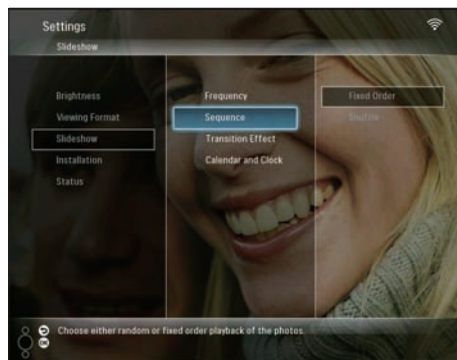 Settings
Slideshow
Brightness
Viewing Format
Slideshow
Installation
Status
Frequency
Sequence
Transition Effect
Calendar and Clock
Fixed Order
Shuffle
Choose either random or fixed order playback of the photos.
OK